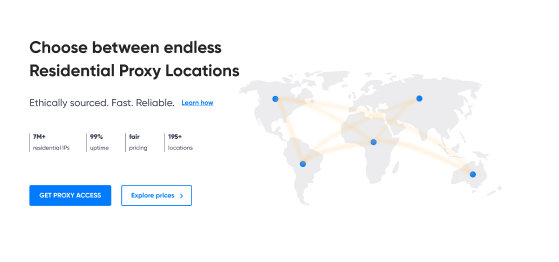 Choose between endless
Residential Proxy Locations
Ethically sourced. Fast. Reliable. Learn how
7M+ 99% fair 195+
residential IPs uptime pricing locations
GET PROXY ACCESS Explore prices